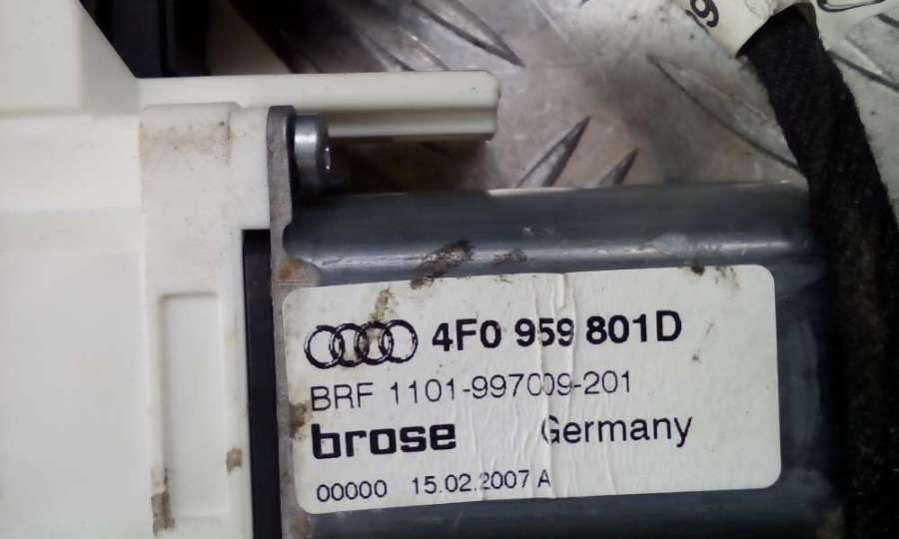 4F0 959 801D
BRF 1101-997009-201
brose Germany
00000 15.02.2007 A